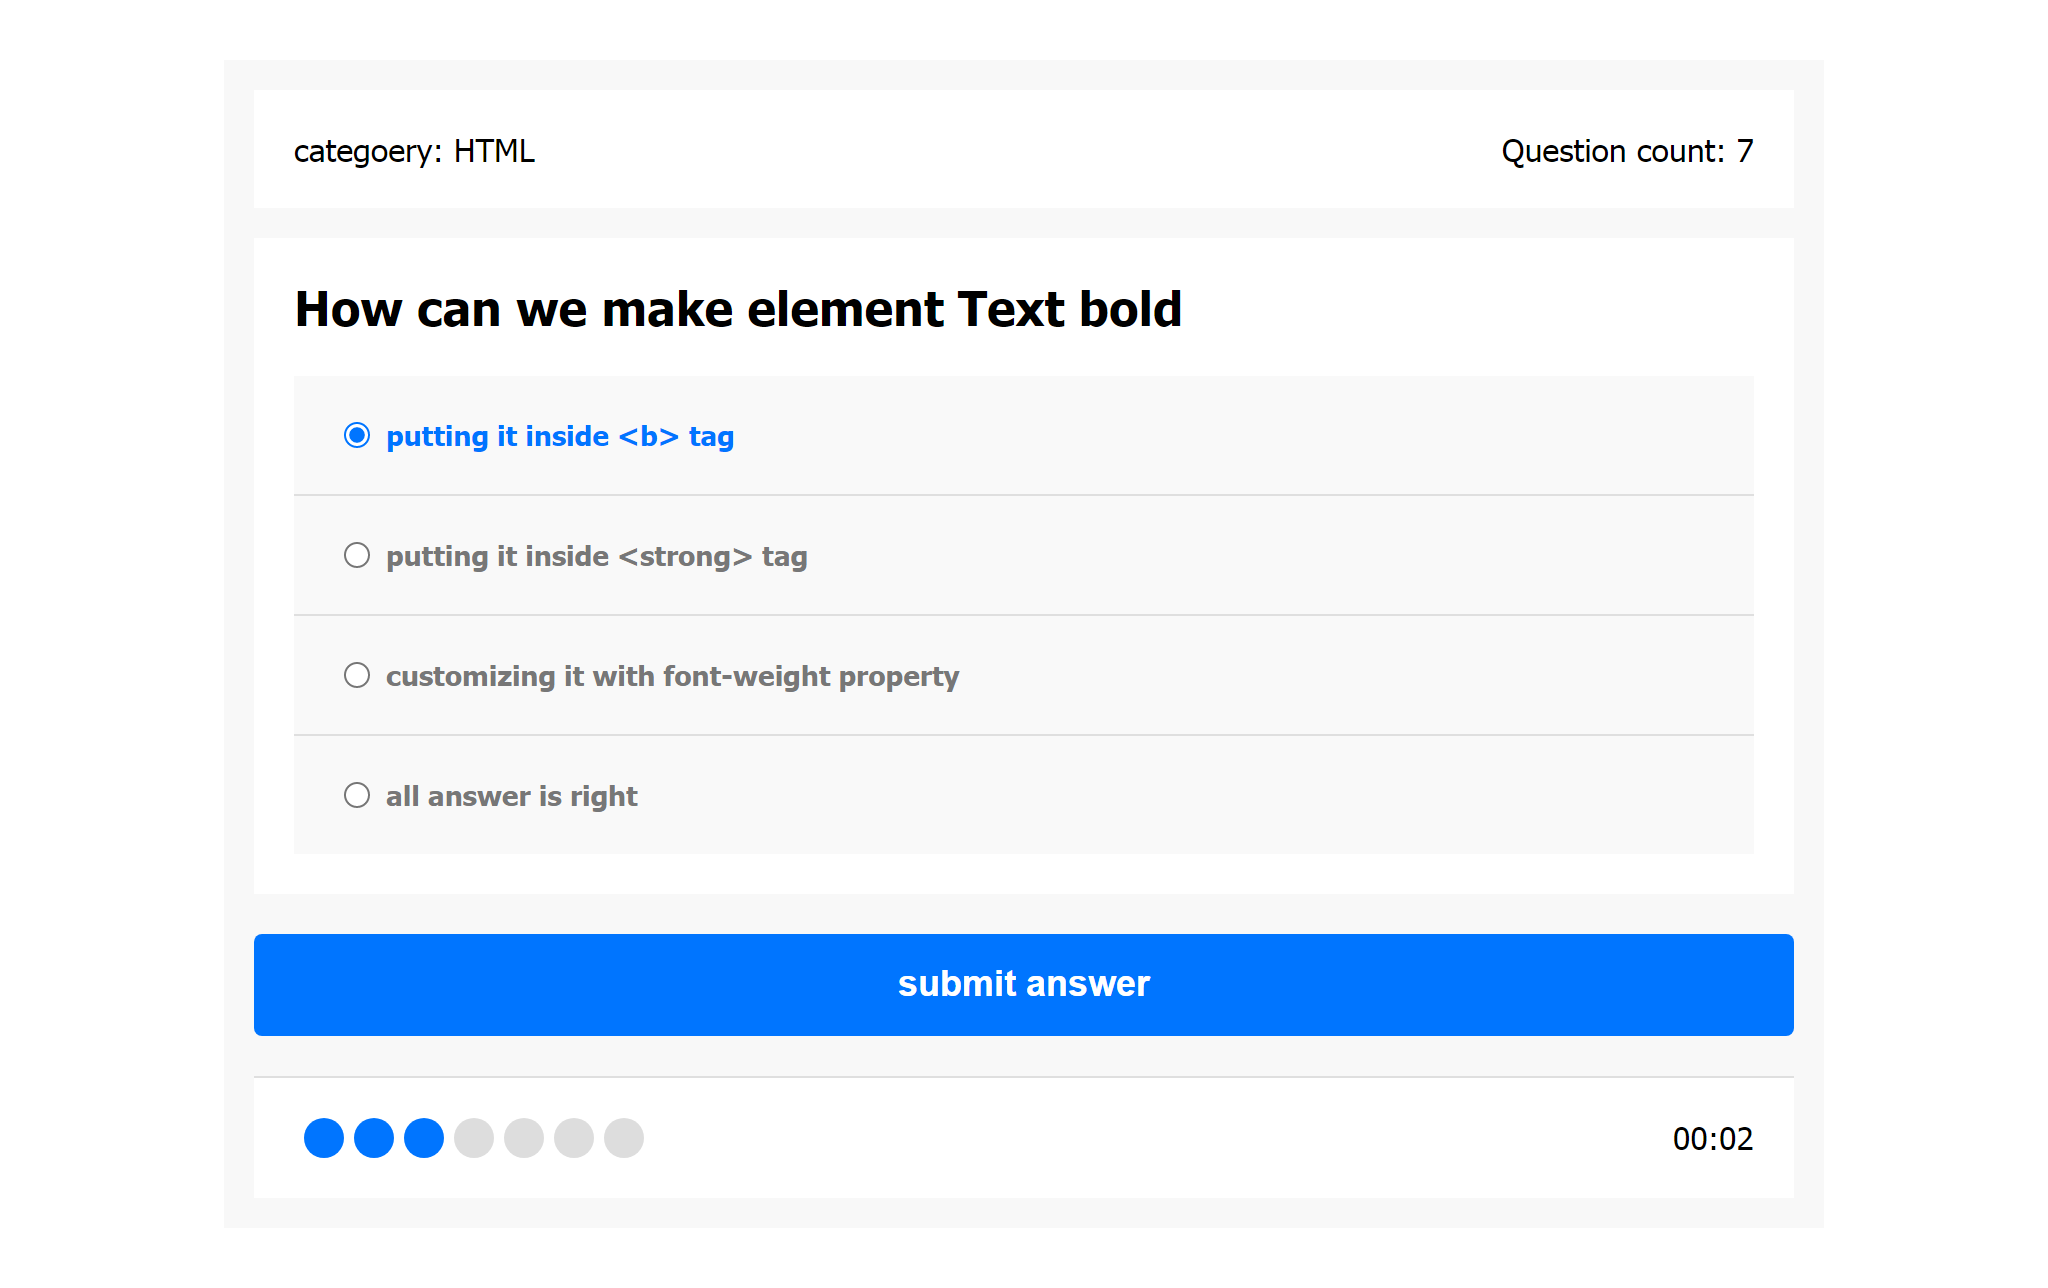 categoery: HTML
Question count: 7
How can we make element Text bold
putting it inside <b> tag
putting it inside <strong> tag
customizing it with font-weight property
all answer is right
submit answer
00:02